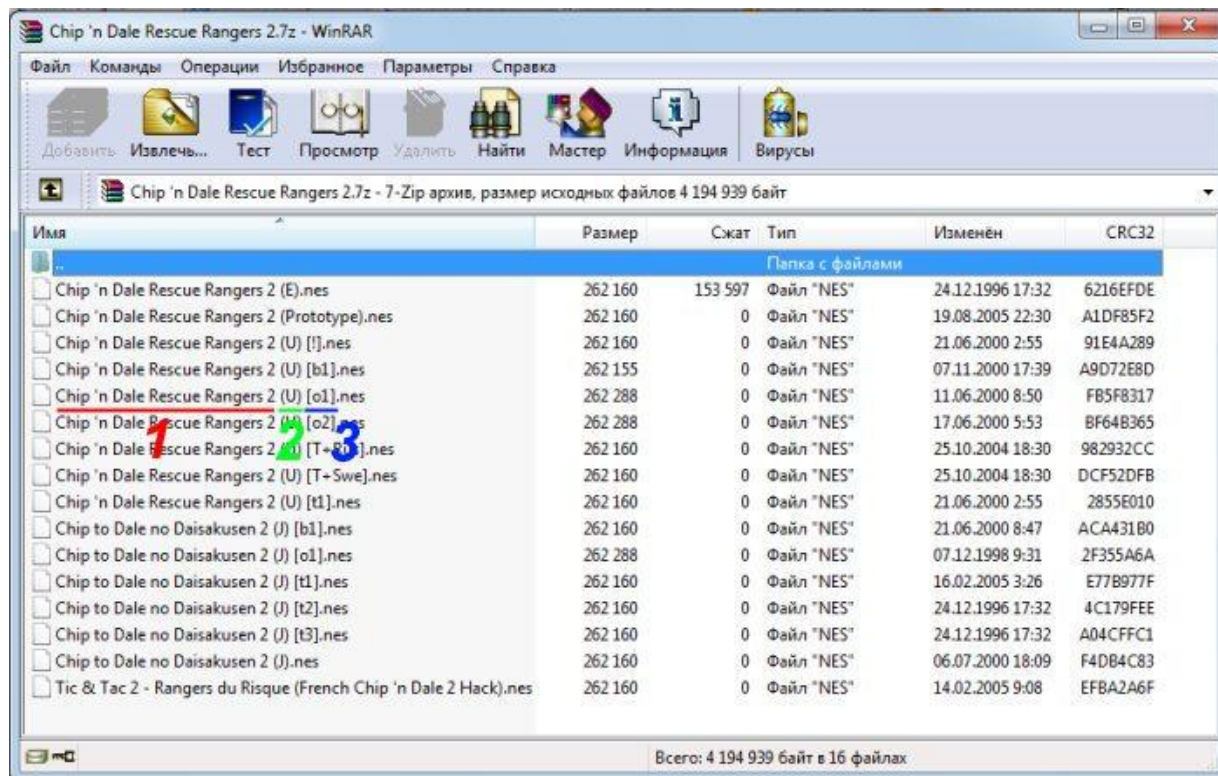 Chip 'n Dale Rescue Rangers 2.7z - WinRAR
Файл Команды Операции Избранное Параметры Справка
Добавить Извлечь... Тест Просмотр Удалить Найти Мастер Информация Вирусы
Chip 'n Dale Rescue Rangers 2.7z - 7-Zip архив, размер исходных файлов 4 194 939 байт
Имя Размер Сжат Тип Изменён CRC32
.. Папка с файлами
Chip 'n Dale Rescue Rangers 2 (E).nes 262 160 153 597 Файл "NES" 24.12.1996 17:32 6216EFDE
Chip 'n Dale Rescue Rangers 2 (Prototype).nes 262 160 0 Файл "NES" 19.08.2005 22:30 A1DF85F2
Chip 'n Dale Rescue Rangers 2 (U) [!].nes 262 160 0 Файл "NES" 21.06.2000 2:55 91E4A289
Chip 'n Dale Rescue Rangers 2 (U) [b1].nes 262 155 0 Файл "NES" 07.11.2000 17:39 A9D72E8D
Chip 'n Dale Rescue Rangers 2 (U) [o1].nes 262 288 0 Файл "NES" 11.06.2000 8:50 FB5F8317
Chip 'n Dale Rescue Rangers 2 (U) [o2].nes 262 288 0 Файл "NES" 17.06.2000 5:53 BF64B365
1 2 3
Chip 'n Dale Rescue Rangers 2 (U) [T+Rus].nes 262 160 0 Файл "NES" 25.10.2004 18:30 982932CC
Chip 'n Dale Rescue Rangers 2 (U) [T+Swe].nes 262 160 0 Файл "NES" 25.10.2004 18:30 DCF52DFB
Chip 'n Dale Rescue Rangers 2 (U) [t1].nes 262 160 0 Файл "NES" 21.06.2000 2:55 2855E010
Chip to Dale no Daisakusen 2 (J) [b1].nes 262 160 0 Файл "NES" 21.06.2000 8:47 ACA431B0
Chip to Dale no Daisakusen 2 (J) [o1].nes 262 288 0 Файл "NES" 07.12.1998 9:31 2F355A6A
Chip to Dale no Daisakusen 2 (J) [t1].nes 262 160 0 Файл "NES" 16.02.2005 3:26 E77B977F
Chip to Dale no Daisakusen 2 (J) [t2].nes 262 160 0 Файл "NES" 24.12.1996 17:32 4C179FEE
Chip to Dale no Daisakusen 2 (J) [t3].nes 262 160 0 Файл "NES" 24.12.1996 17:32 A04CFFC1
Chip to Dale no Daisakusen 2 (J).nes 262 160 0 Файл "NES" 06.07.2000 18:09 F4DB4C83
Tic & Tac 2 - Rangers du Risque (French Chip 'n Dale 2 Hack).nes 262 160 0 Файл "NES" 14.02.2005 9:08 EFBA2A6F
Всего: 4 194 939 байт в 16 файлах